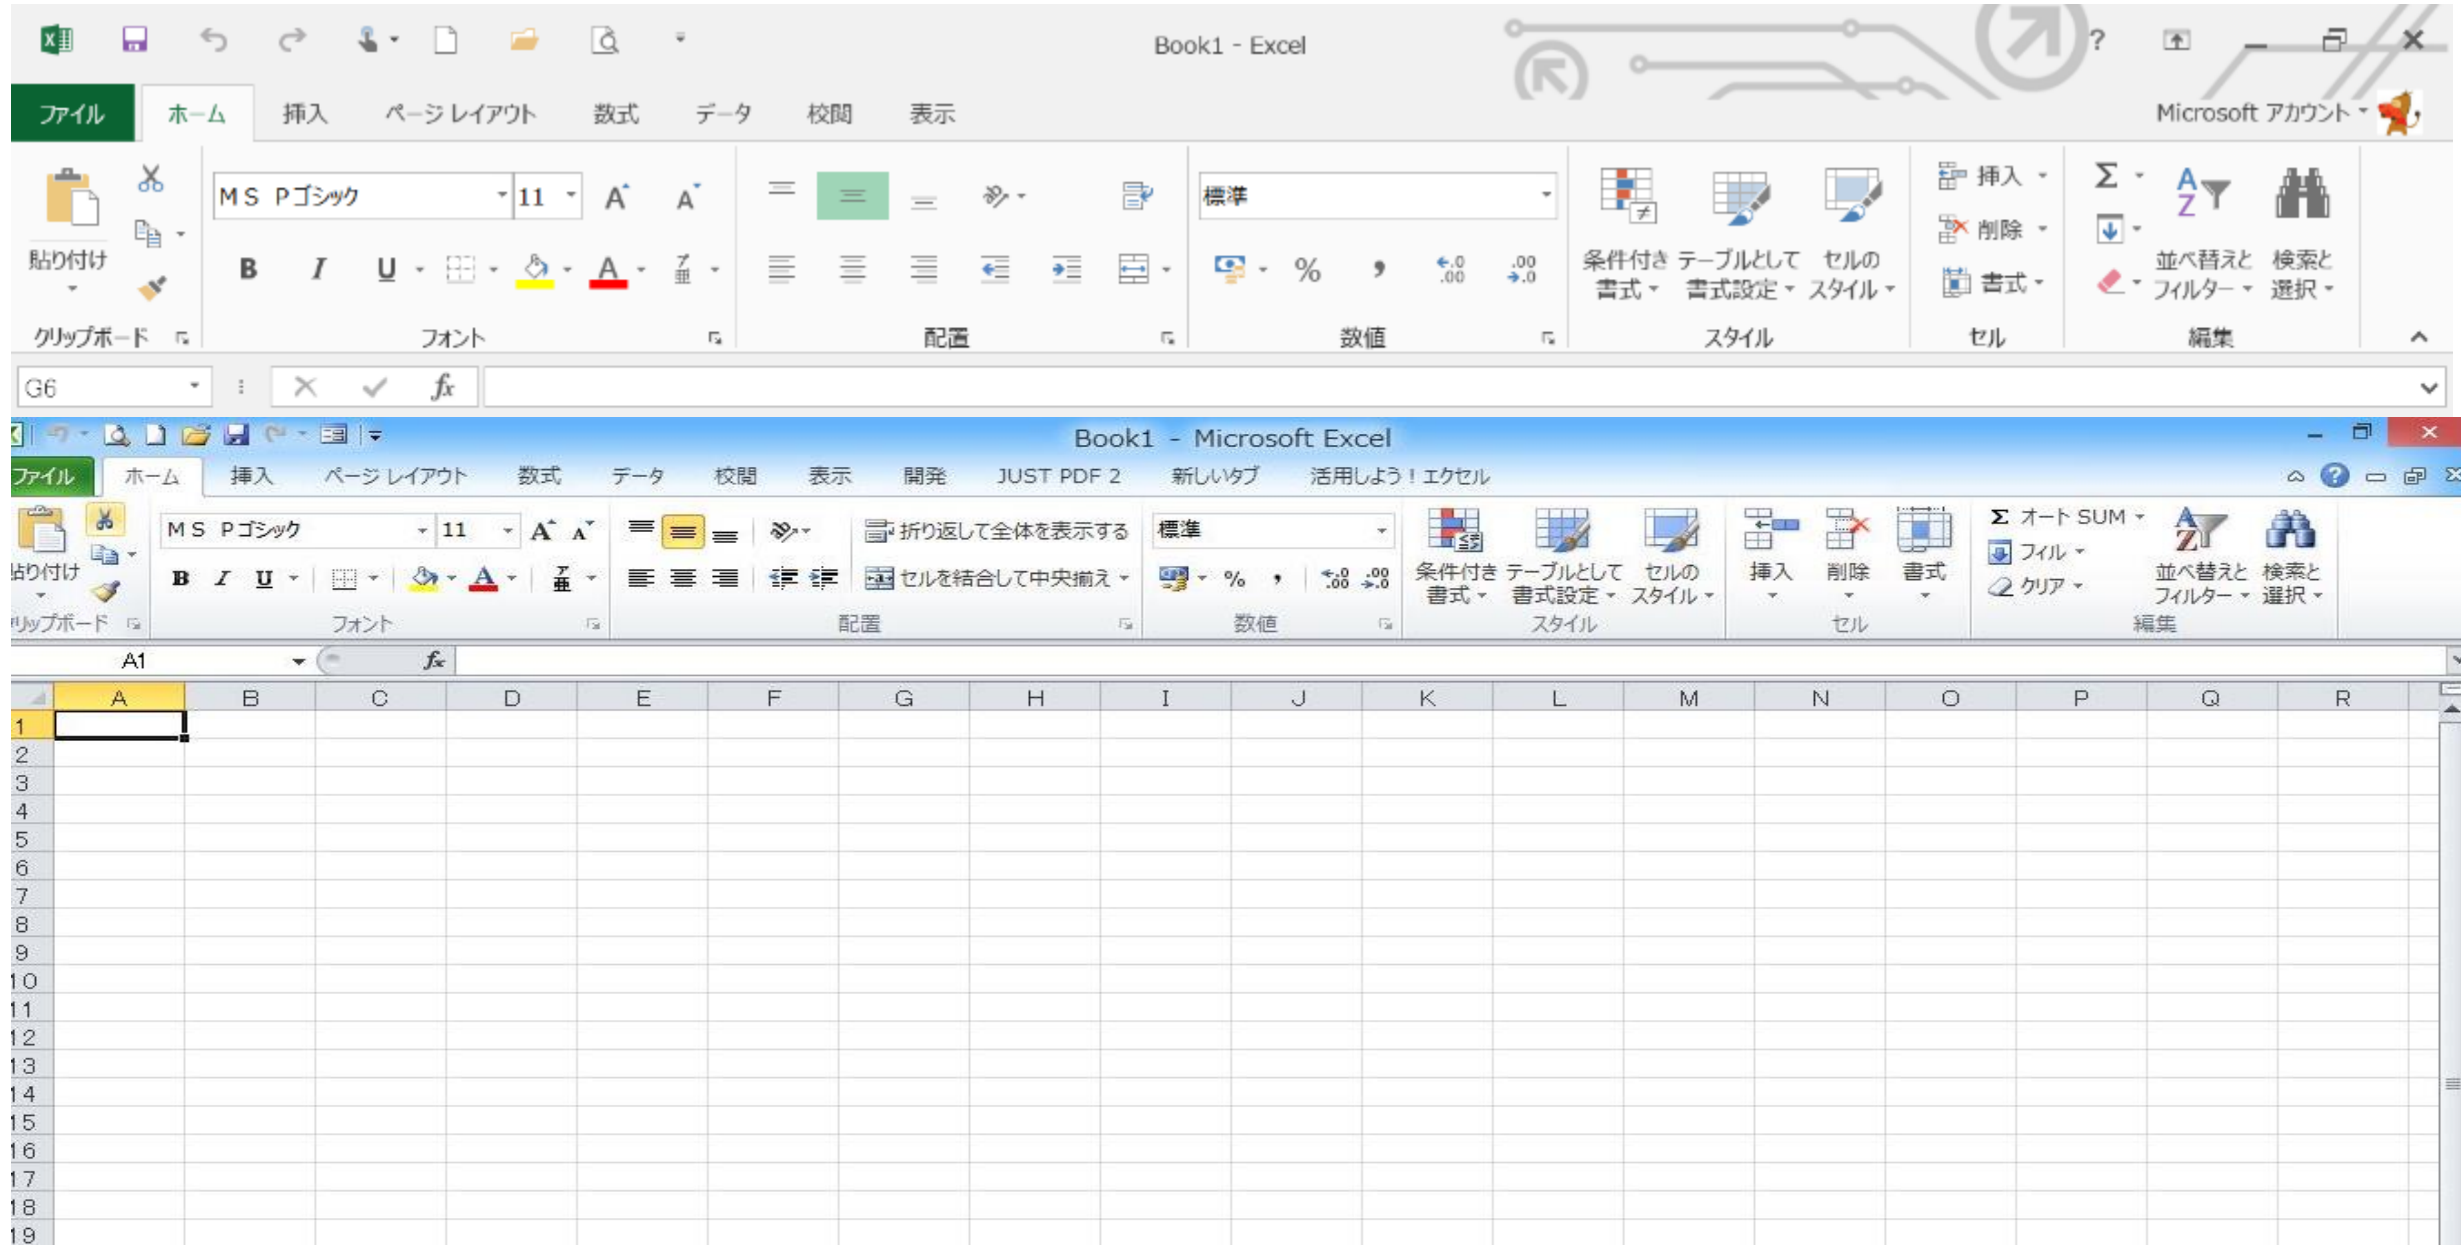 Book1 - Excel
ファイル ホーム 挿入 ページ レイアウト 数式 データ 校閲 表示 Microsoft アカウント
ＭＳ Ｐゴシック 11 標準
挿入
削除
書式
貼り付け B I U A % 条件付き書式 テーブルとして書式設定 セルのスタイル 並べ替えとフィルター 検索と選択
クリップボード フォント 配置 数値 スタイル セル 編集
G6 fx
Book1 - Microsoft Excel
ファイル ホーム 挿入 ページ レイアウト 数式 データ 校閲 表示 開発 JUST PDF 2 新しいタブ 活用しよう！エクセル
ＭＳ Ｐゴシック 11 折り返して全体を表示する 標準 Σ オート SUM
フィル
貼り付け B I U A セルを結合して中央揃え % 条件付き書式 テーブルとして書式設定 セルのスタイル 挿入 削除 書式 クリア 並べ替えとフィルター 検索と選択
リップボード フォント 配置 数値 スタイル セル 編集
A1 fx
A B C D E F G H I J K L M N O P Q R
1
2
3
4
5
6
7
8
9
10
11
12
13
14
15
16
17
18
19